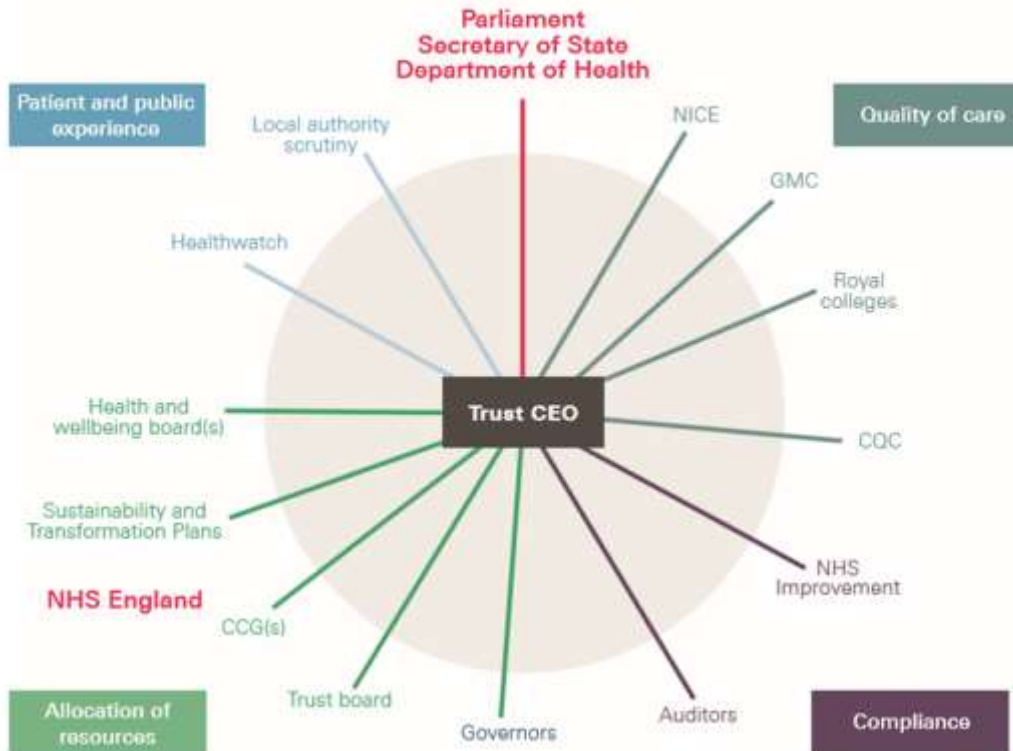 Parliament
Secretary of State
Department of Health
Patient and public
experience
Quality of care
Local authority
scrutiny
NICE
GMC
Healthwatch
Royal
colleges
Health and
wellbeing board(s)
Trust CEO
CQC
Sustainability and
Transformation Plans
NHS
Improvement
NHS England
CCG(s)
Trust board
Governors
Auditors
Allocation of
resources
Compliance